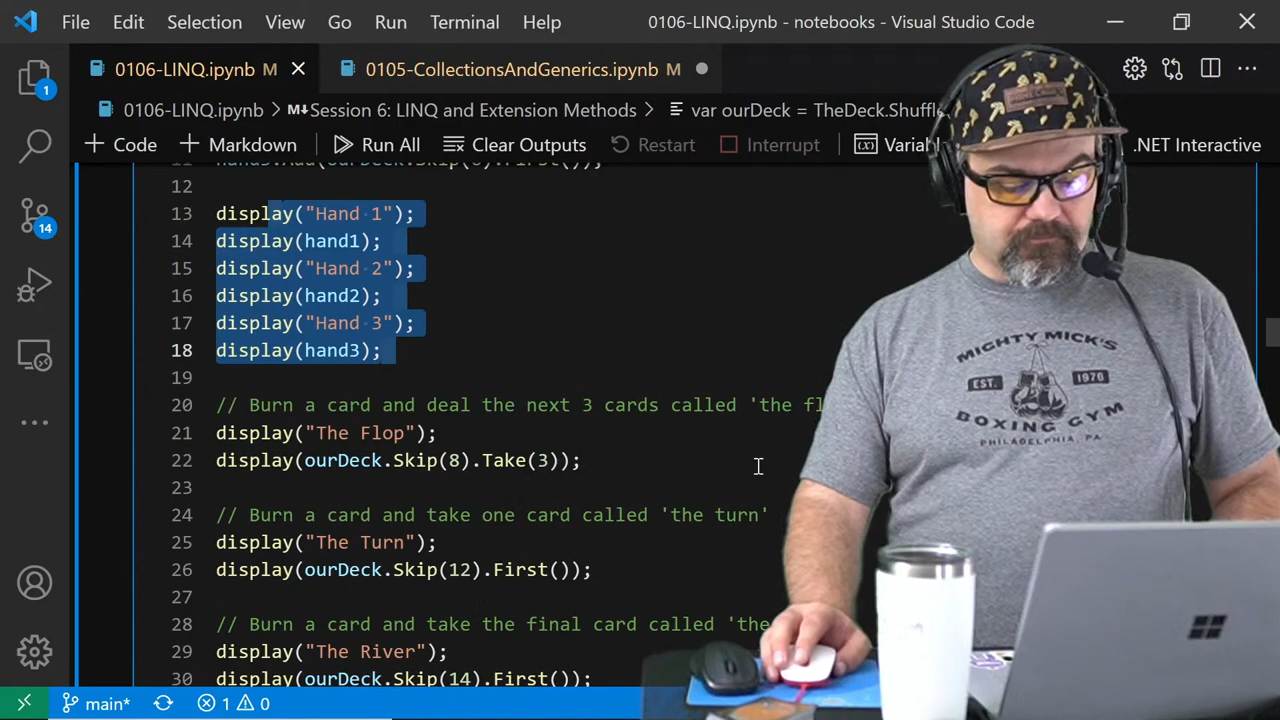 File Edit Selection View Go Run Terminal Help 0106-LINQ.ipynb - notebooks - Visual Studio Code
0106-LINQ.ipynb M 0105-CollectionsAndGenerics.ipynb M
0106-LINQ.ipynb > M Session 6: LINQ and Extension Methods > var ourDeck = TheDeck.Shuffle
+ Code + Markdown Run All Clear Outputs Restart Interrupt Variab .NET Interactive
12
13 display("Hand 1");
14 display(hand1);
15 display("Hand 2");
16 display(hand2);
17 display("Hand 3");
18 display(hand3);
19
20 // Burn a card and deal the next 3 cards called 'the fl
21 display("The Flop");
22 display(ourDeck.Skip(8).Take(3));
23
24 // Burn a card and take one card called 'the turn'
25 display("The Turn");
26 display(ourDeck.Skip(12).First());
27
28 // Burn a card and take the final card called 'the
29 display("The River");
30 display(ourDeck.Skip(14).First());
1
14
main* 1 0
MIGHTY MICK'S
EST. 1976
BOXING GYM
PHILADELPHIA, PA